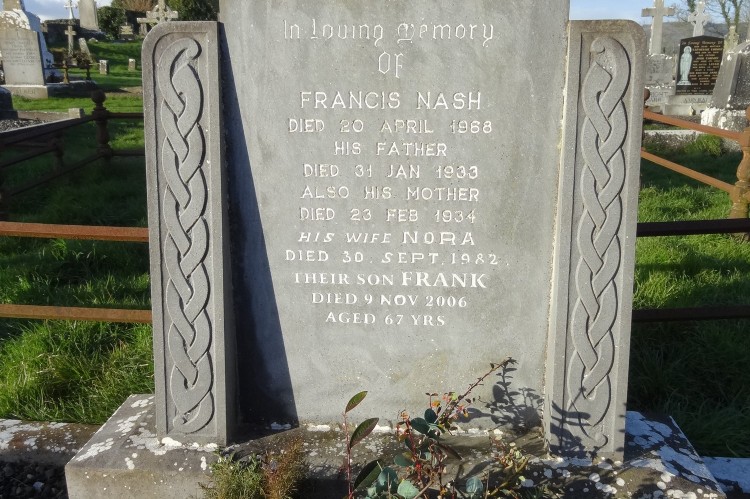 In Loving Memory
Of
FRANCIS NASH
DIED 20 APRIL 1968
HIS FATHER
DIED 31 JAN 1933
ALSO HIS MOTHER
DIED 23 FEB 1934
HIS WIFE NORA
DIED 30. SEPT. 1982.
THEIR SON FRANK
DIED 9 NOV 2006
AGED 67 YRS